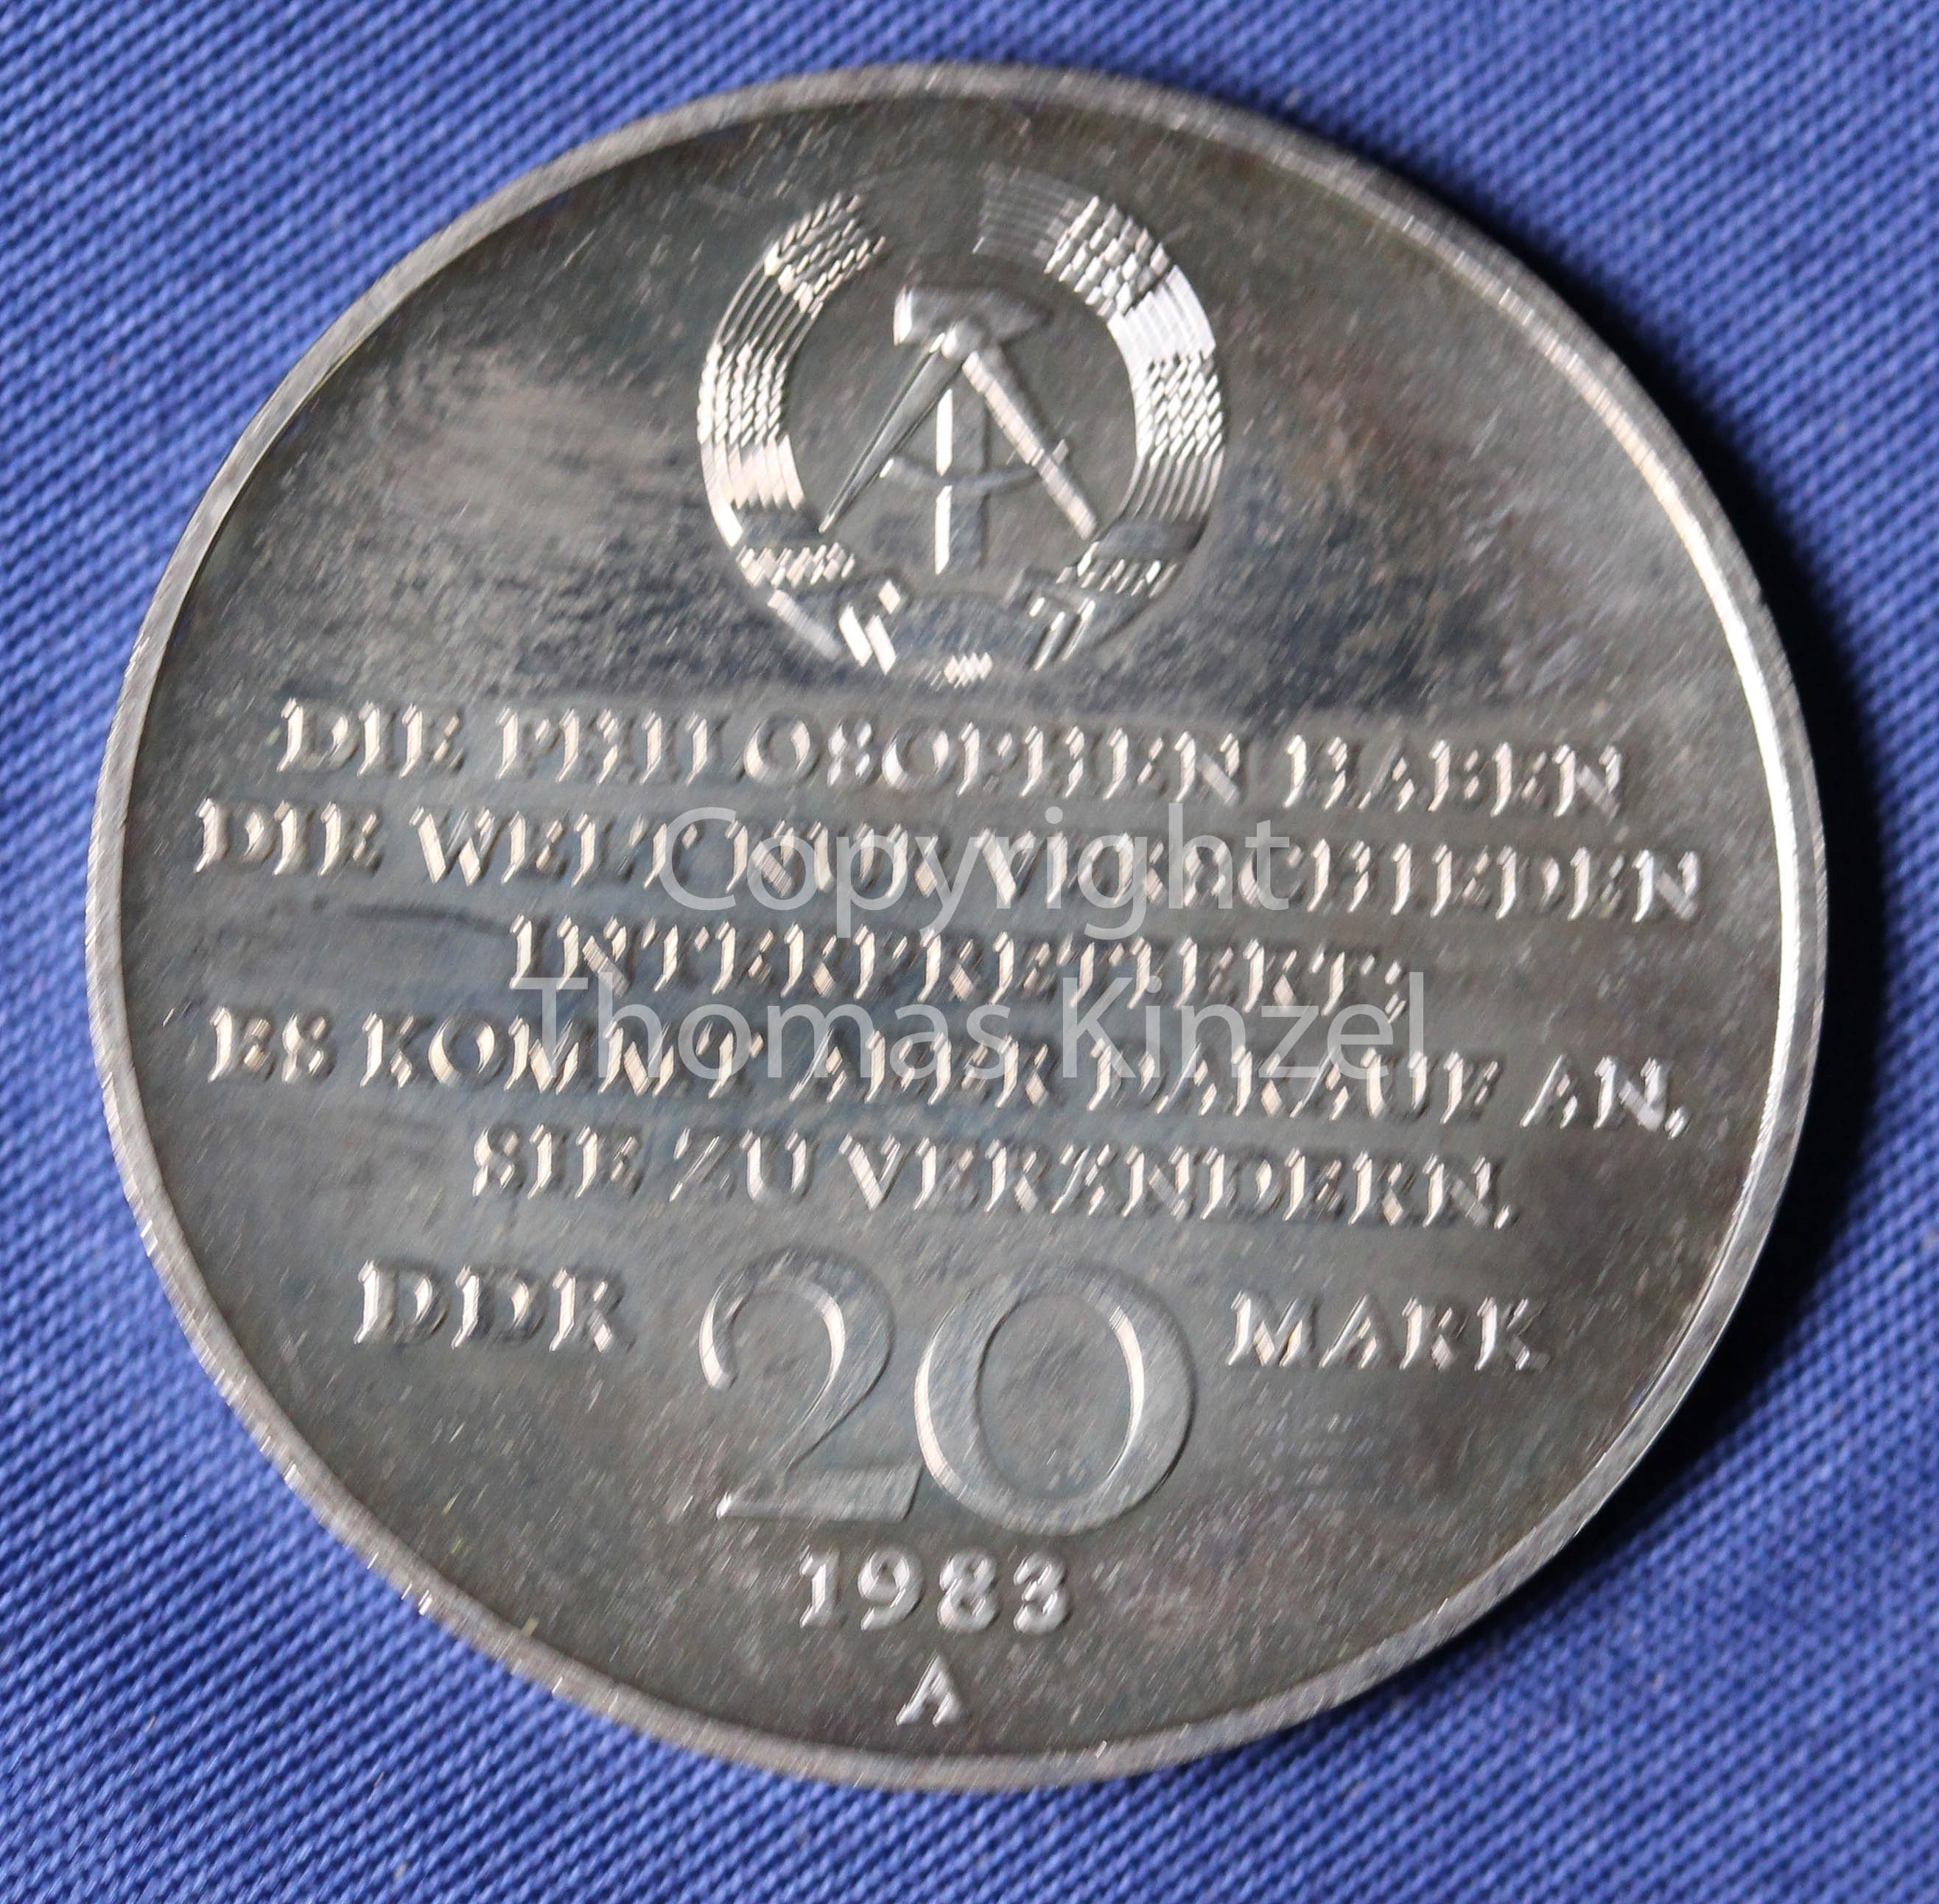 DIE PHILOSOPHEN HABEN
DIE WELT NUR VERSCHIEDEN
INTERPRETIERT;
ES KOMMT ABER DARAUF AN,
SIE ZU VERÄNDERN.
DDR 20 MARK
1983
A
Copyright
Thomas Kinzel